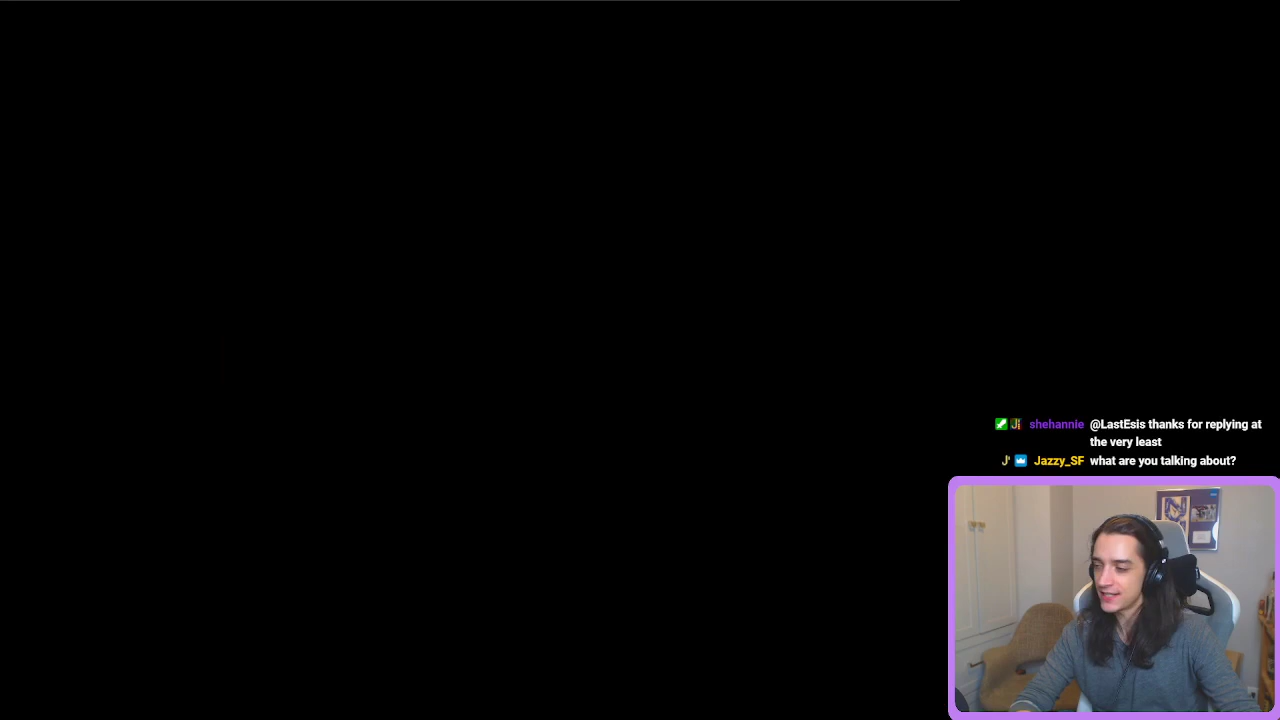 shehannie @LastEsis thanks for replying at
the very least
Jazzy_SF what are you talking about?